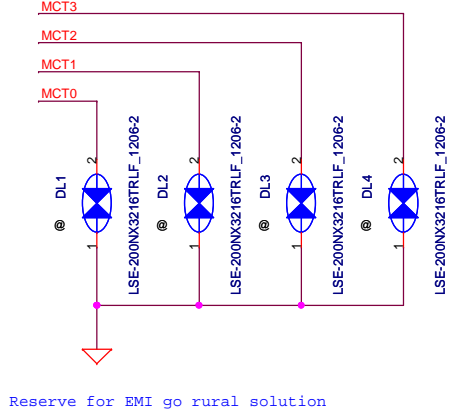 MCT3
MCT2
MCT1
MCT0
2
DL1
@
1
LSE-200NX3216TRLF_1206-2
2
DL2
@
1
LSE-200NX3216TRLF_1206-2
2
DL3
@
1
LSE-200NX3216TRLF_1206-2
2
DL4
@
1
LSE-200NX3216TRLF_1206-2
Reserve for EMI go rural solution